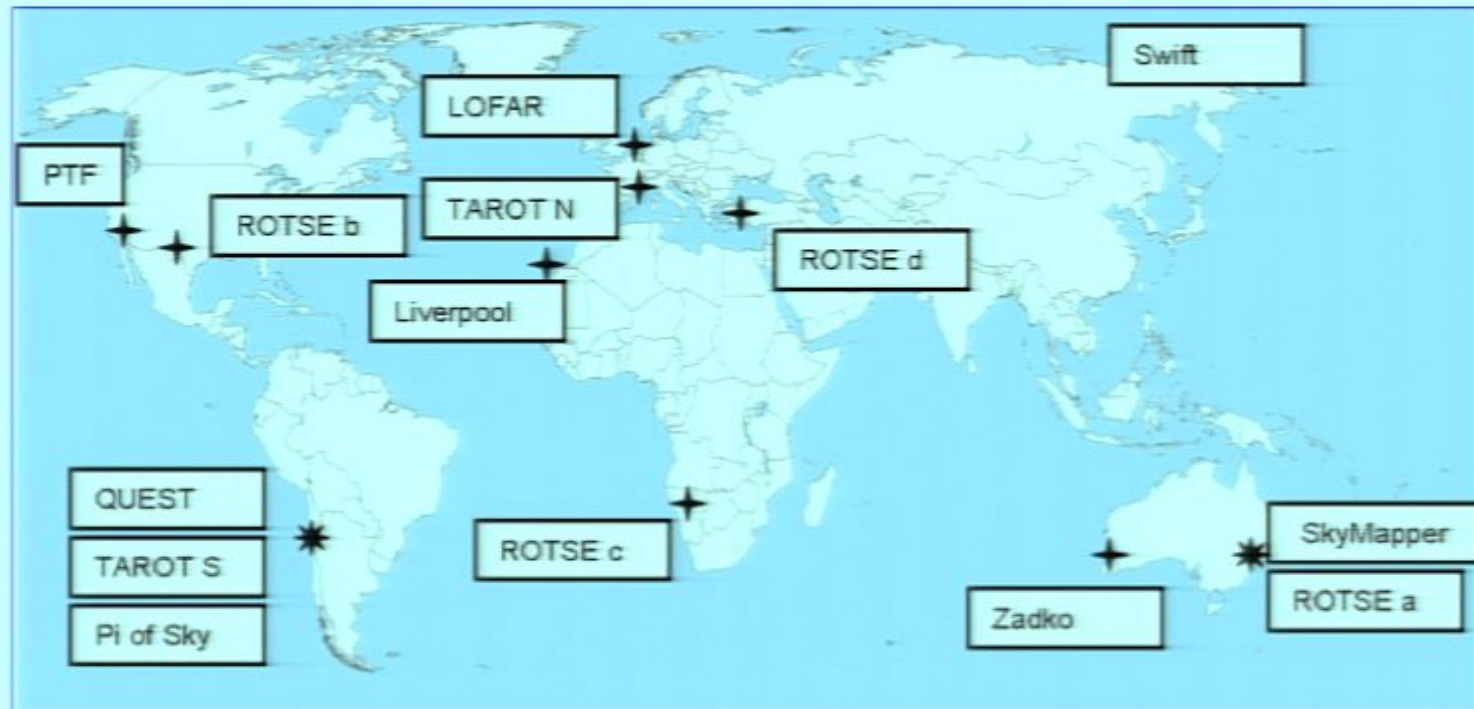 Swift
LOFAR
PTF
TAROT N
ROTSE b
ROTSE d
Liverpool
QUEST
TAROT S
Pi of Sky
ROTSE c
SkyMapper
ROTSE a
Zadko